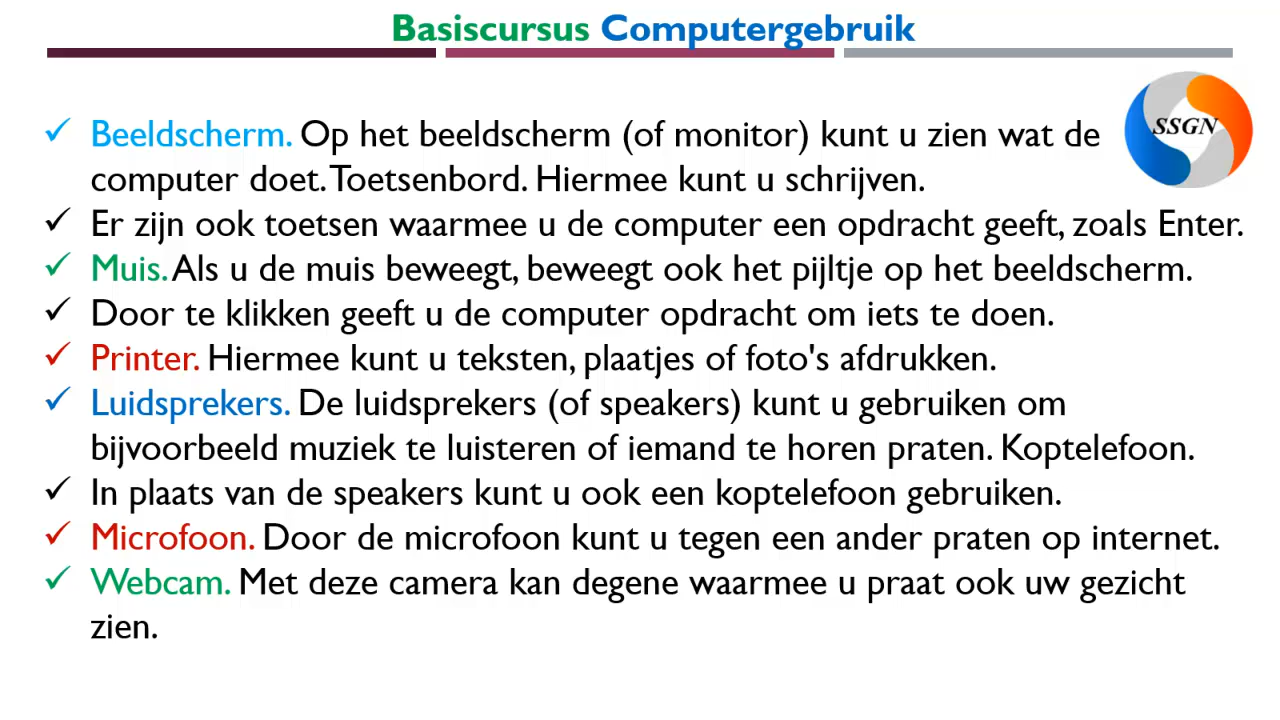 Basiscursus Computergebruik
SSGN
✓ Beeldscherm. Op het beeldscherm (of monitor) kunt u zien wat de
computer doet. Toetsenbord. Hiermee kunt u schrijven.
✓ Er zijn ook toetsen waarmee u de computer een opdracht geeft, zoals Enter.
✓ Muis. Als u de muis beweegt, beweegt ook het pijltje op het beeldscherm.
✓ Door te klikken geeft u de computer opdracht om iets te doen.
✓ Printer. Hiermee kunt u teksten, plaatjes of foto's afdrukken.
✓ Luidsprekers. De luidsprekers (of speakers) kunt u gebruiken om
bijvoorbeeld muziek te luisteren of iemand te horen praten. Koptelefoon.
✓ In plaats van de speakers kunt u ook een koptelefoon gebruiken.
✓ Microfoon. Door de microfoon kunt u tegen een ander praten op internet.
✓ Webcam. Met deze camera kan degene waarmee u praat ook uw gezicht
zien.